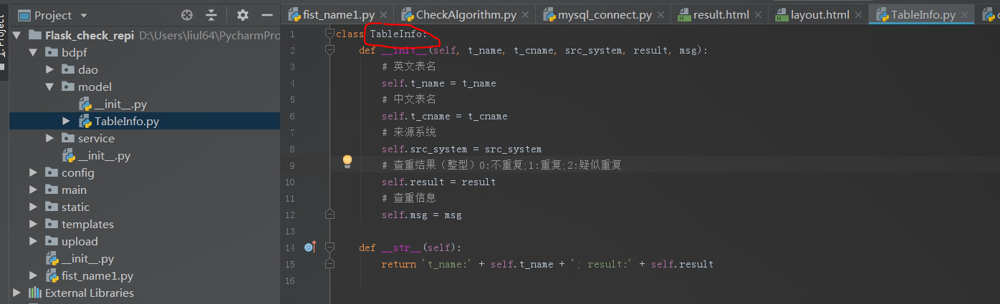 1: Project
Project
fist_name1.py
CheckAlgorithm.py
mysql_connect.py
result.html
layout.html
TableInfo.py
Flask_check_repi D:\Users\liul64\PycharmPro
bdpf
dao
model
__init__.py
TableInfo.py
service
__init__.py
config
main
static
templates
upload
__init__.py
fist_name1.py
External Libraries
1 class TableInfo:
2 def __init__(self, t_name, t_cname, src_system, result, msg):
3 # 英文表名
4 self.t_name = t_name
5 # 中文表名
6 self.t_cname = t_cname
7 # 来源系统
8 self.src_system = src_system
9 # 查重结果（整型）0:不重复;1:重复;2:疑似重复
10 self.result = result
11 # 查重信息
12 self.msg = msg
13
14 def __str__(self):
15 return 't_name:' + self.t_name + '; result:' + self.result
16